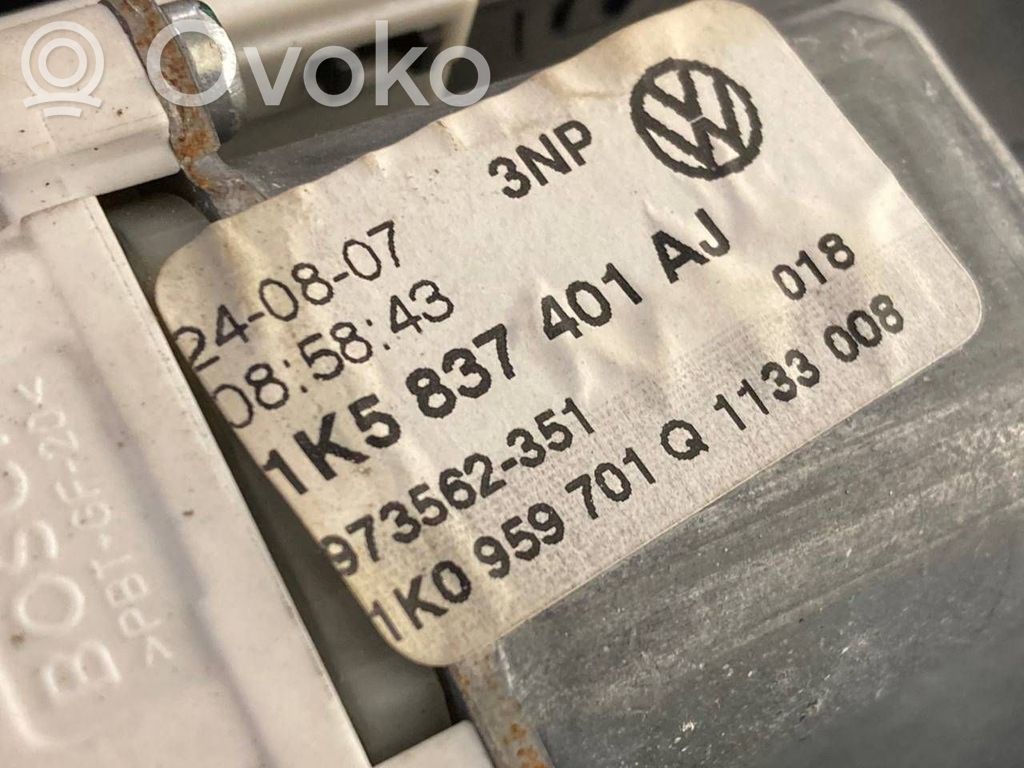 Ovoko
3NP
24-08-07
08:58:43
1K5 837 401 AJ
018
973562-351
1K0 959 701 Q 1133 008
>PBT-GF-20<